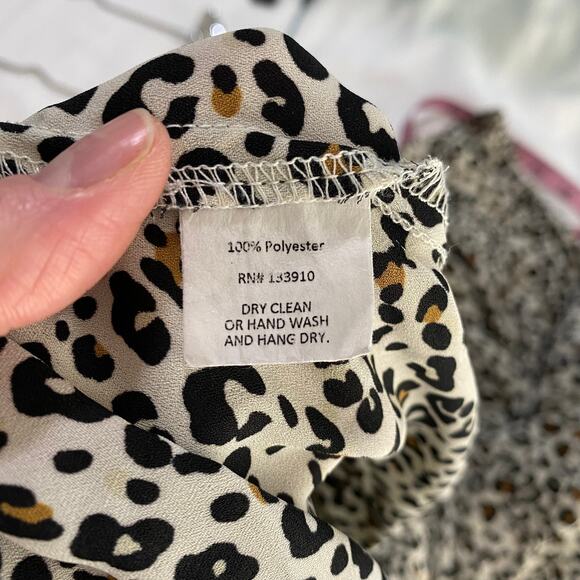 100% Polyester
RN# 133910
DRY CLEAN
OR HAND WASH
AND HANG DRY.